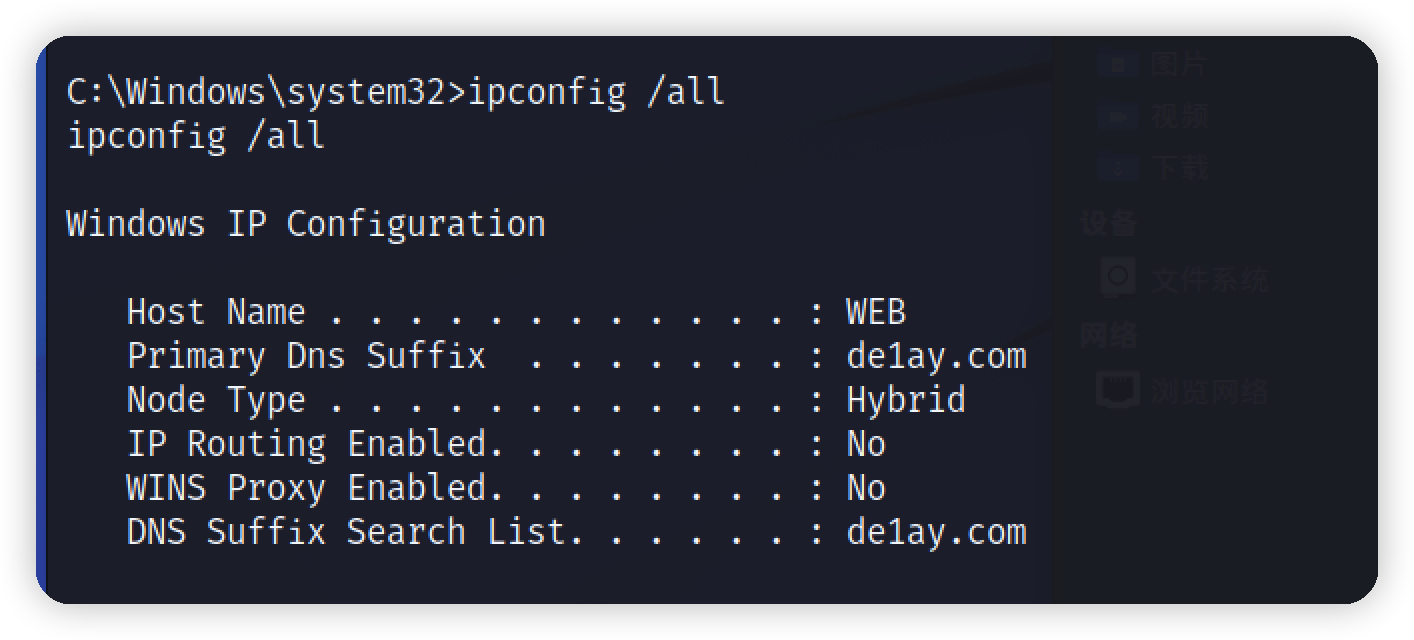 C:\Windows\system32>ipconfig /all
ipconfig /all
Windows IP Configuration
Host Name . . . . . . . . . . . . : WEB
Primary Dns Suffix  . . . . . . . : de1ay.com
Node Type . . . . . . . . . . . . : Hybrid
IP Routing Enabled. . . . . . . . : No
WINS Proxy Enabled. . . . . . . . : No
DNS Suffix Search List. . . . . . : de1ay.com
图片
视频
下载
设备
文件系统
网络
浏览网络